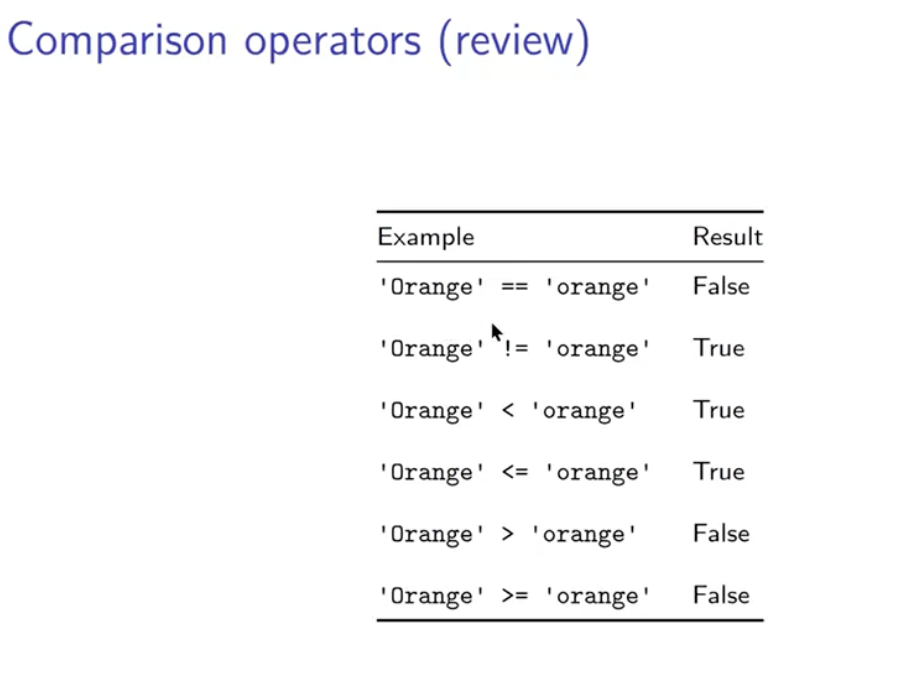 Comparison operators (review)
Example Result
'Orange' == 'orange' False
'Orange' != 'orange' True
'Orange' < 'orange' True
'Orange' <= 'orange' True
'Orange' > 'orange' False
'Orange' >= 'orange' False